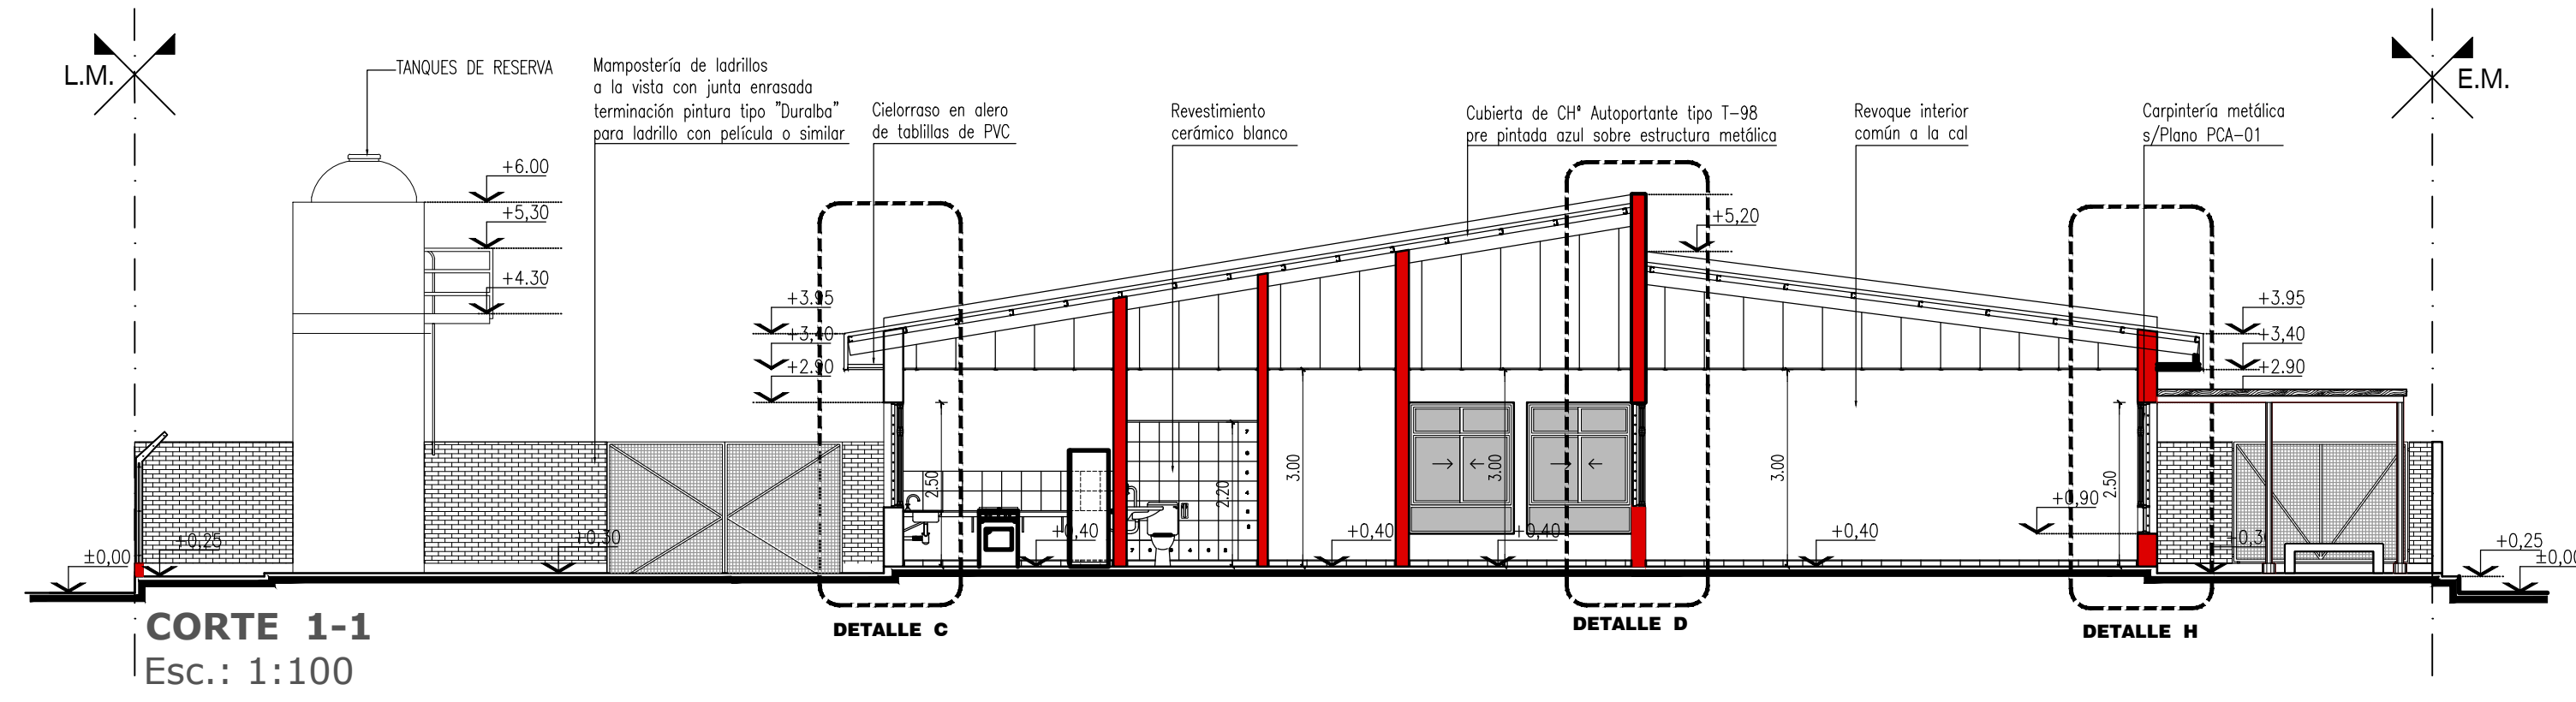 L.M.
TANQUES DE RESERVA
Mampostería de ladrillos
a la vista con junta enrasada
terminación pintura tipo "Duralba"
para ladrillo con película o similar
Cielorraso en alero
de tablillas de PVC
Revestimiento
cerámico blanco
Cubierta de CH° Autoportante tipo T-98
pre pintada azul sobre estructura metálica
Revoque interior
común a la cal
Carpintería metálica
s/Plano PCA-01
E.M.
+6.00
+5,30
+4.30
+3.95
+3,40
+2.90
+5,20
+3.95
+3,40
+2.90
2.50
2.20
3.00
3.00
3.00
2.50
+0,90
±0,00
+0,25
+0,30
+0,40
+0,40
+0,40
+0,40
+0,25
CORTE 1-1
Esc.: 1:100
DETALLE C
DETALLE D
DETALLE H